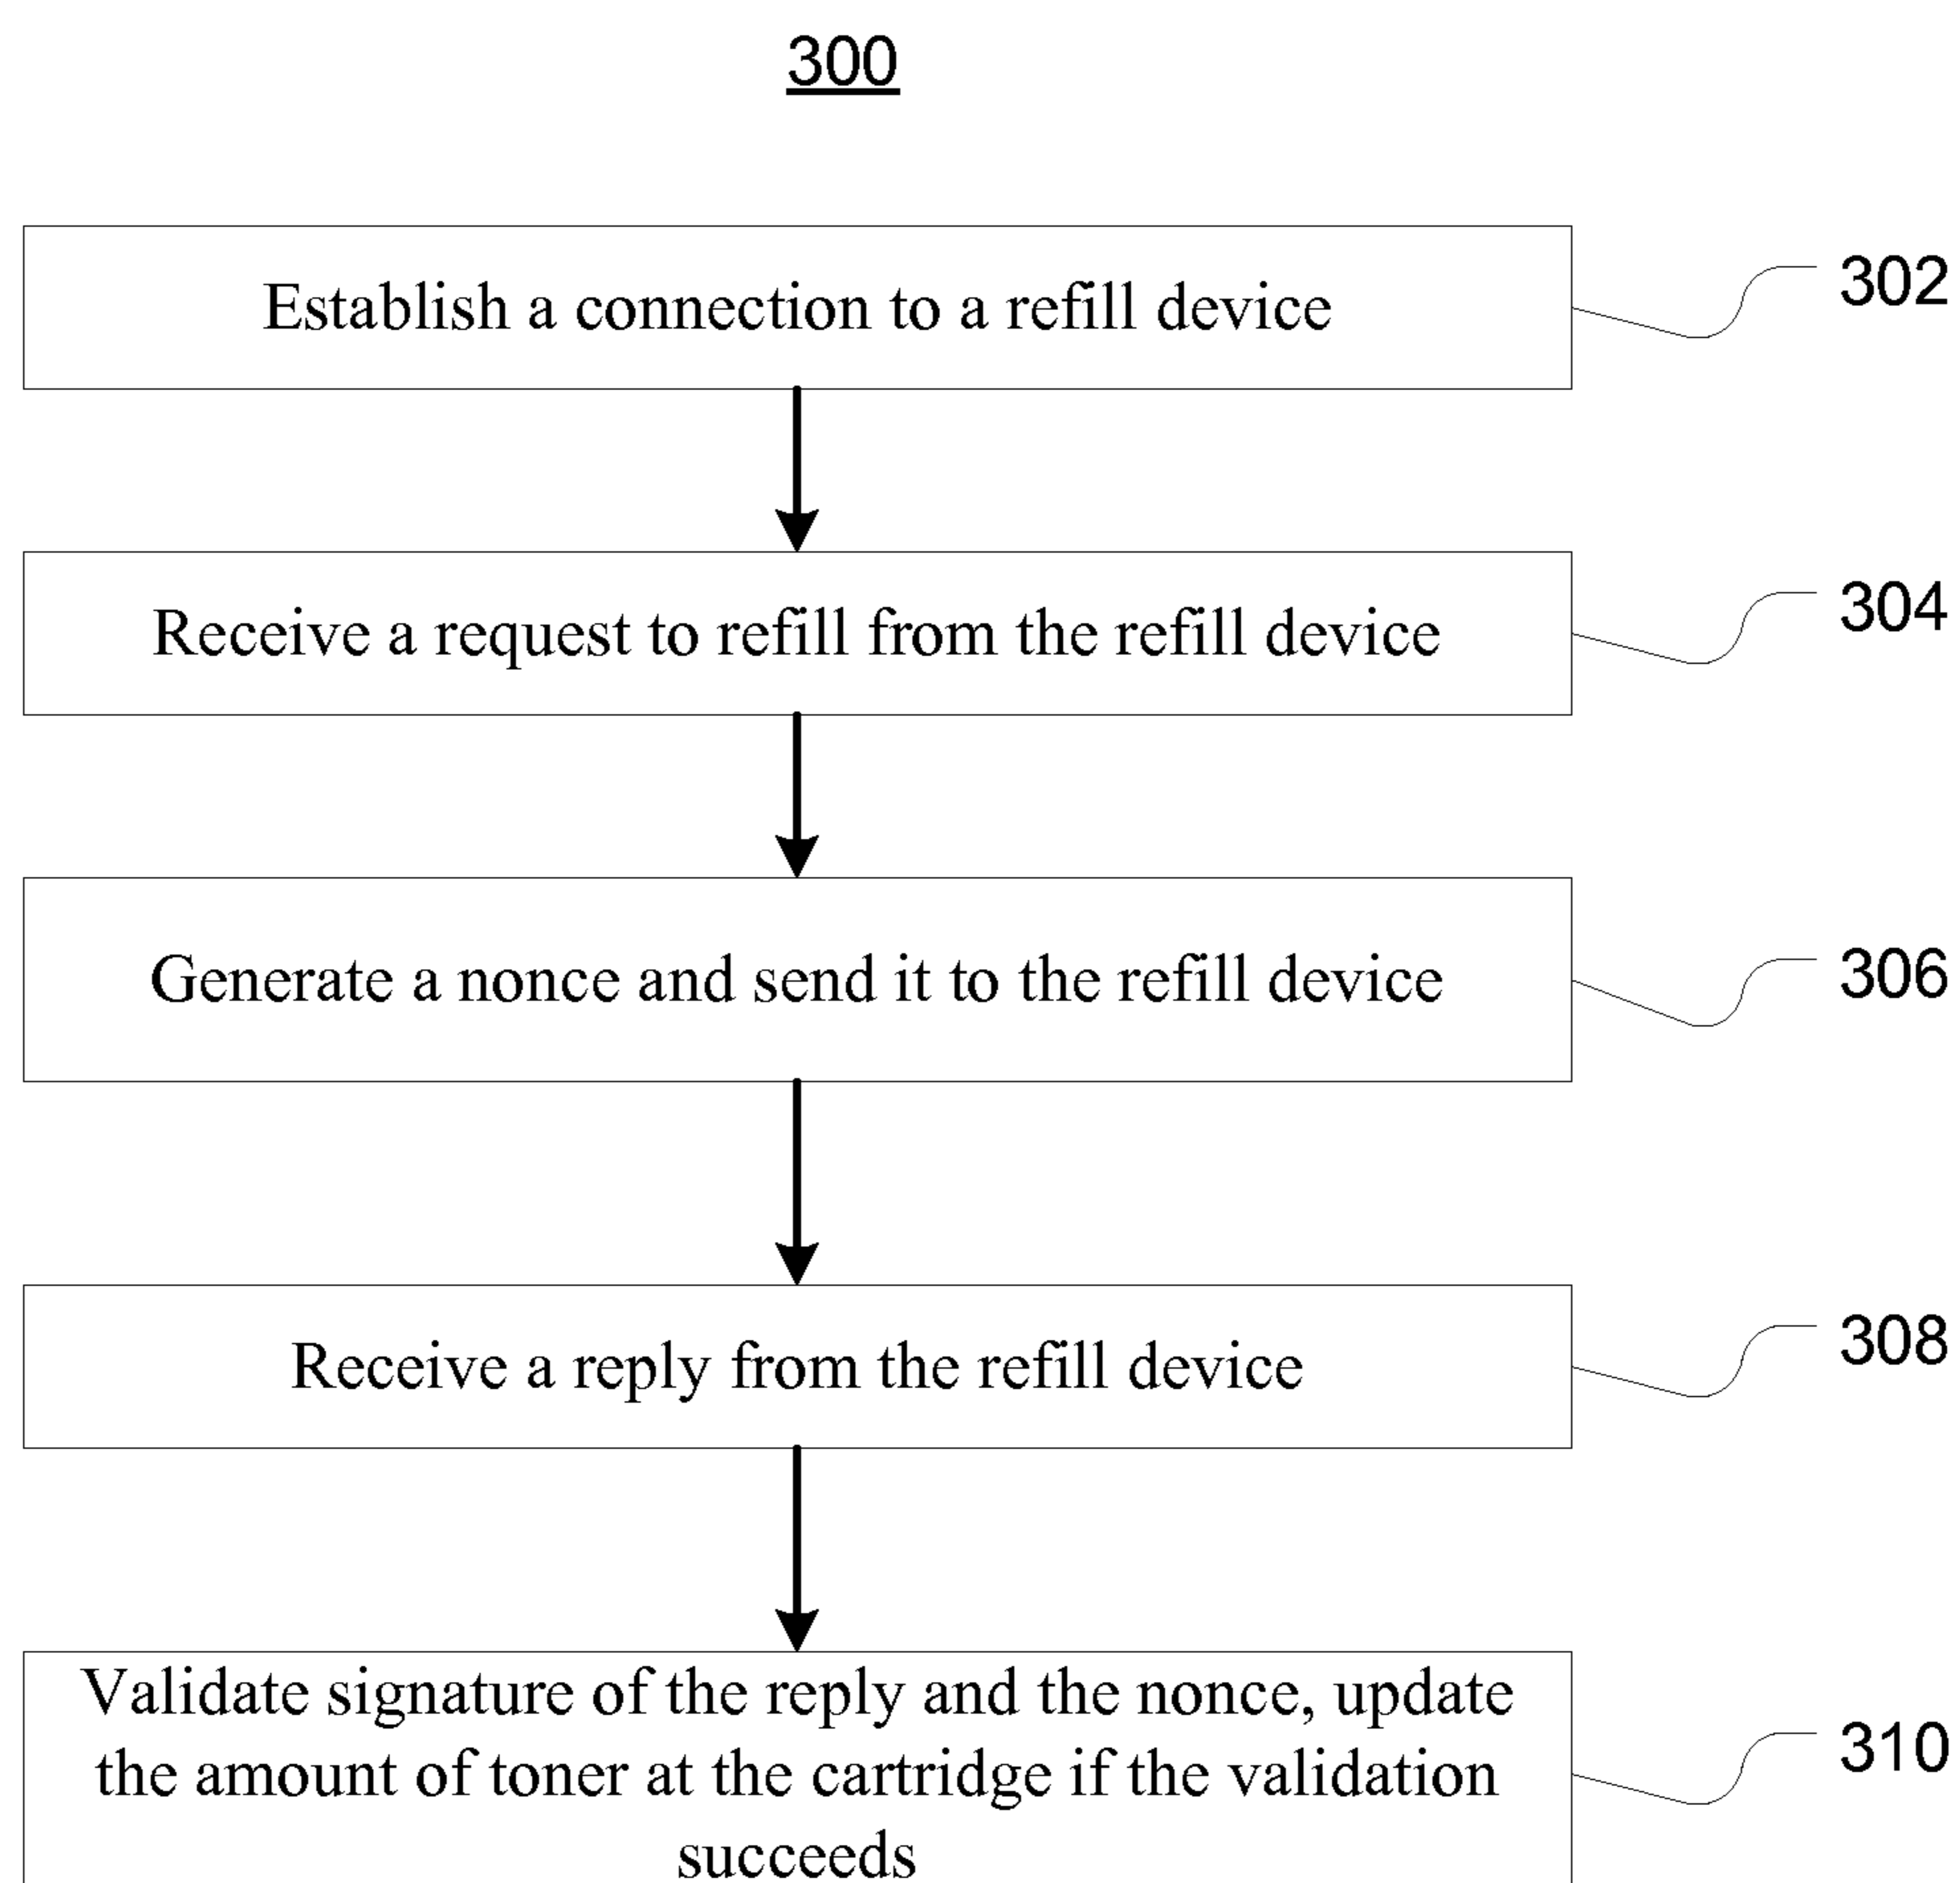 300
Establish a connection to a refill device
302
Receive a request to refill from the refill device
304
Generate a nonce and send it to the refill device
306
Receive a reply from the refill device
308
Validate signature of the reply and the nonce, update
the amount of toner at the cartridge if the validation
succeeds
310